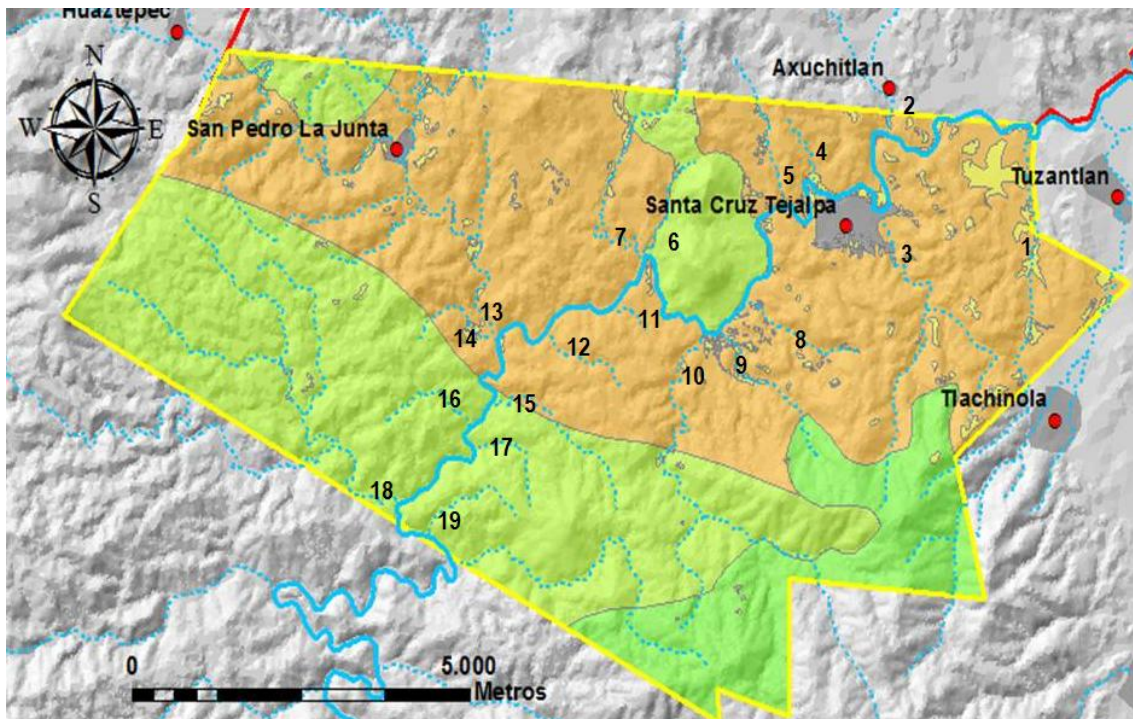 Huaztepec
N
W
E
S
San Pedro La Junta
Axuchitlan
2
4
5
Tuzantlan
Santa Cruz Tejalpa
7
6
3
1
13
11
14
12
8
10
9
Tlachinola
16
15
17
18
19
0
5.000
Metros